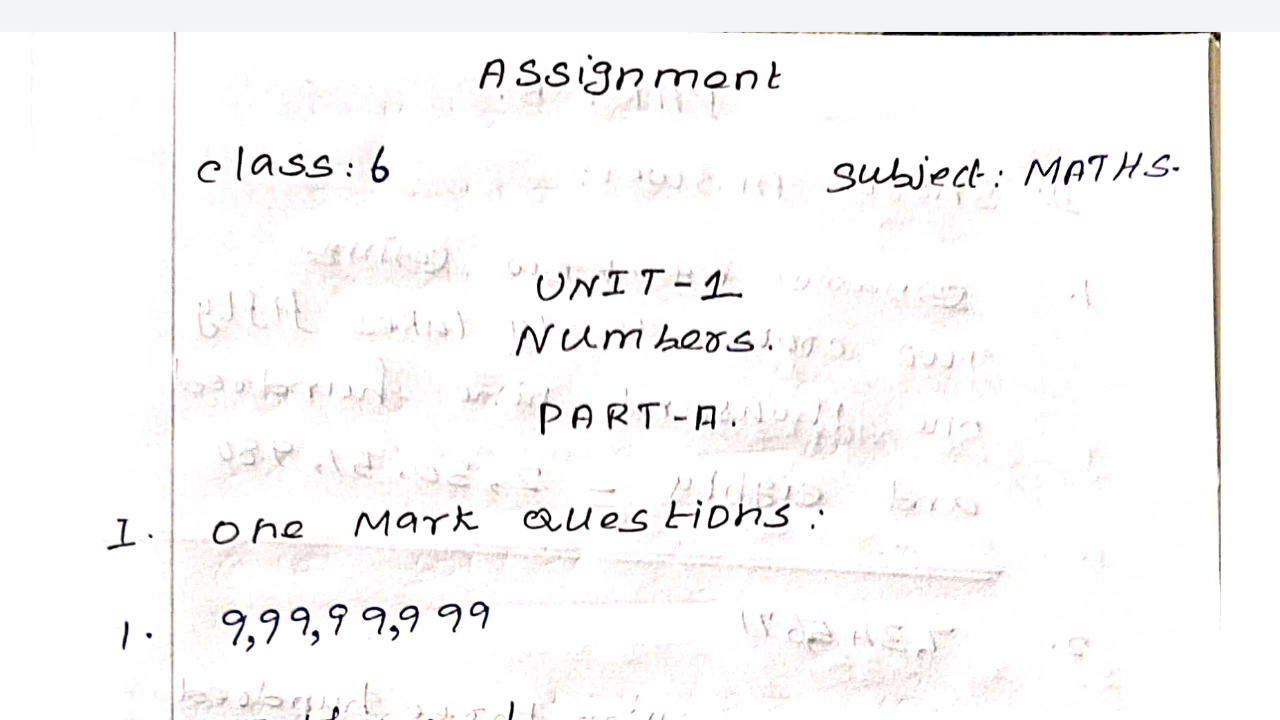 Assignment
class: 6 Subject: MATHS.
UNIT-1
Numbers.
PART-A.
I. One Mark Questions:
1. 9,99,99,999